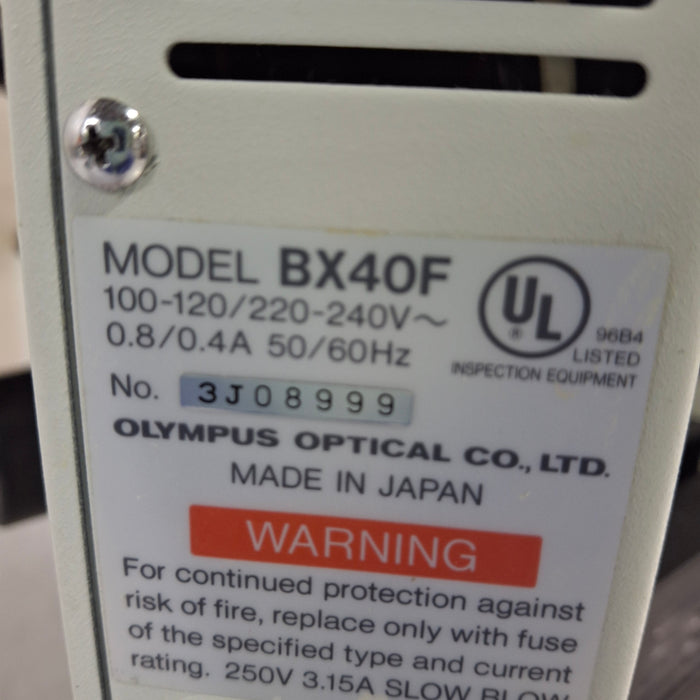 MODEL BX40F
100-120/220-240V～
0.8/0.4A 50/60Hz
UL
®
96B4
LISTED
INSPECTION EQUIPMENT
No. 3J08999
OLYMPUS OPTICAL CO., LTD.
MADE IN JAPAN
WARNING
For continued protection against
risk of fire, replace only with fuse
of the specified type and current
rating. 250V 3.15A SLOW BLOW